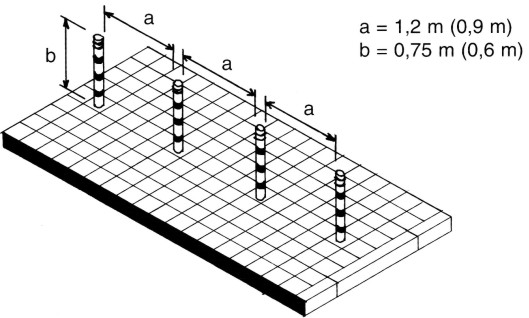 a
a = 1,2 m (0,9 m)
b = 0,75 m (0,6 m)
a
b
a